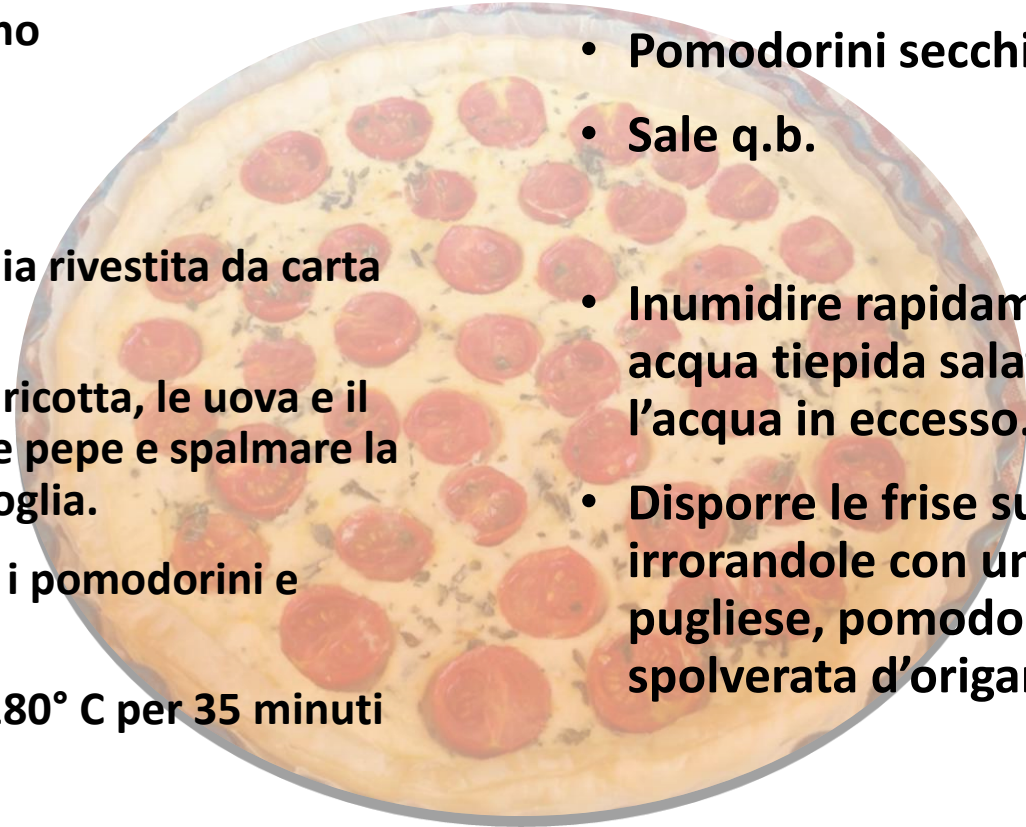 no
ia rivestita da carta
ricotta, le uova e il
e pepe e spalmare la
oglia.
i pomodorini e
180° C per 35 minuti
• Pomodorini secchi
• Sale q.b.
• Inumidire rapidam
acqua tiepida sala
l’acqua in eccesso.
• Disporre le frise su
irrorandole con un
pugliese, pomodo
spolverata d’origa